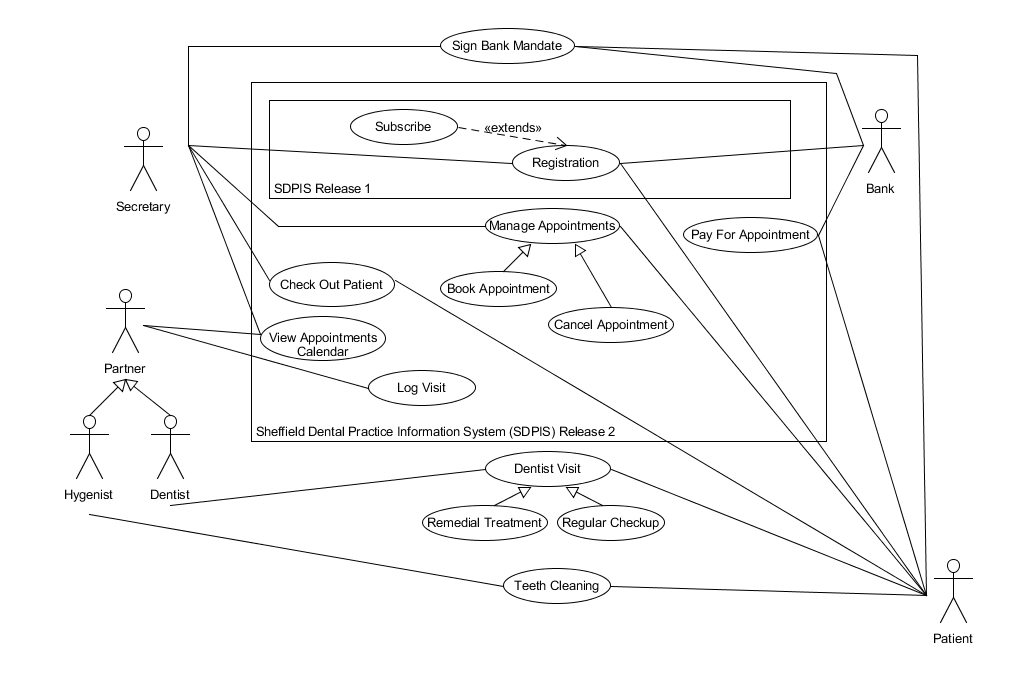 Sign Bank Mandate
Subscribe
«extends»
Registration
SDPIS Release 1
Secretary
Bank
Manage Appointments
Pay For Appointment
Check Out Patient
Book Appointment
Cancel Appointment
View Appointments
Calendar
Partner
Log Visit
Sheffield Dental Practice Information System (SDPIS) Release 2
Dentist Visit
Hygenist
Dentist
Remedial Treatment
Regular Checkup
Teeth Cleaning
Patient